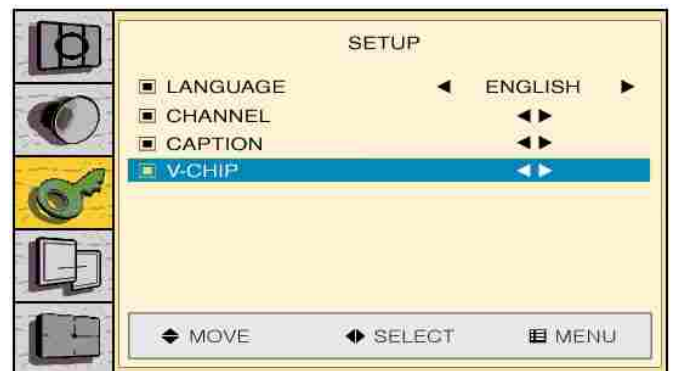 SETUP
LANGUAGE ENGLISH
CHANNEL
CAPTION
V-CHIP
MOVE SELECT MENU